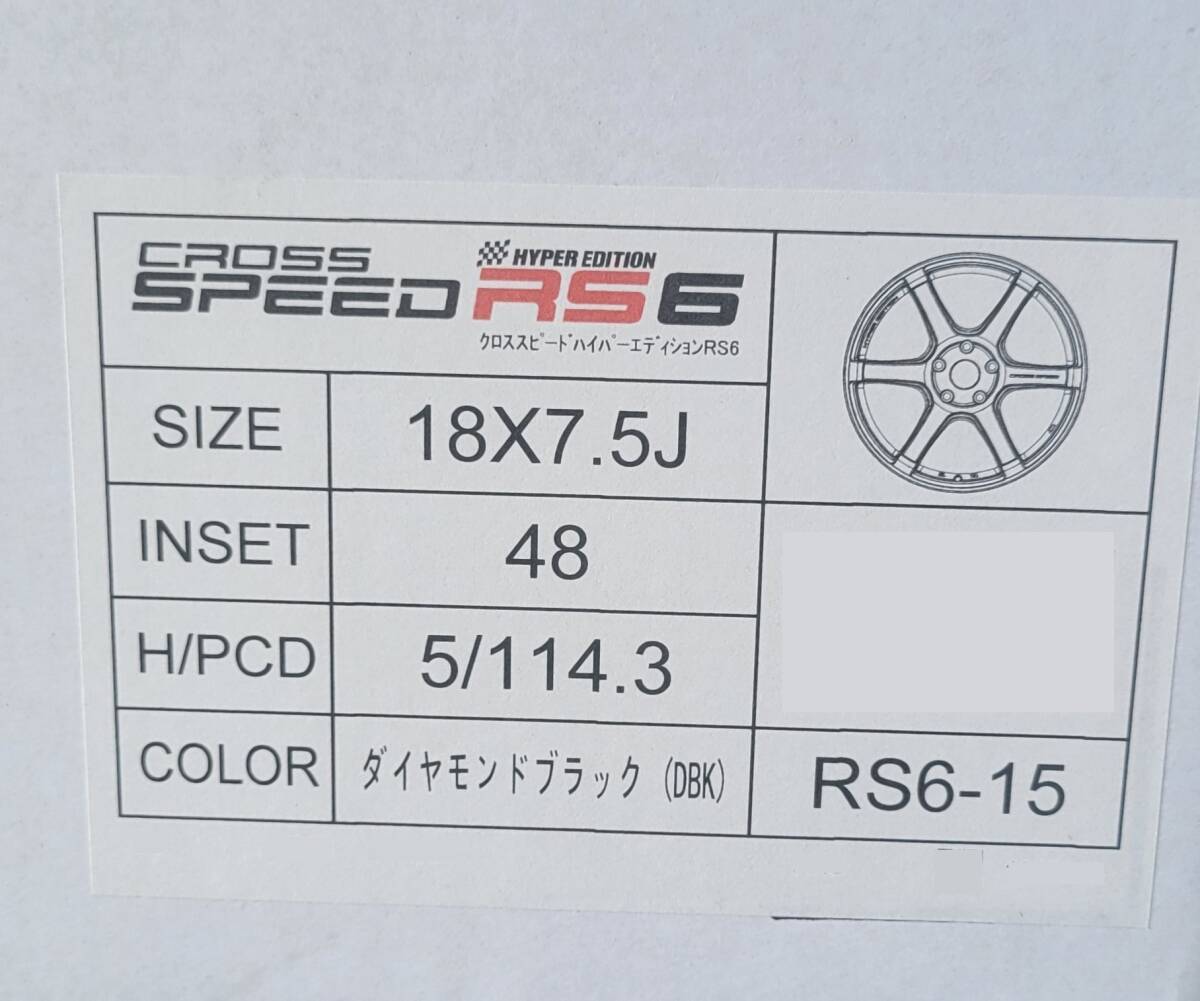 CROSS
SPEED HYPER EDITION RS6
クロススピードハイパーエディションRS6
SIZE 18X7.5J
INSET 48
H/PCD 5/114.3
COLOR ダイヤモンドブラック (DBK) RS6-15